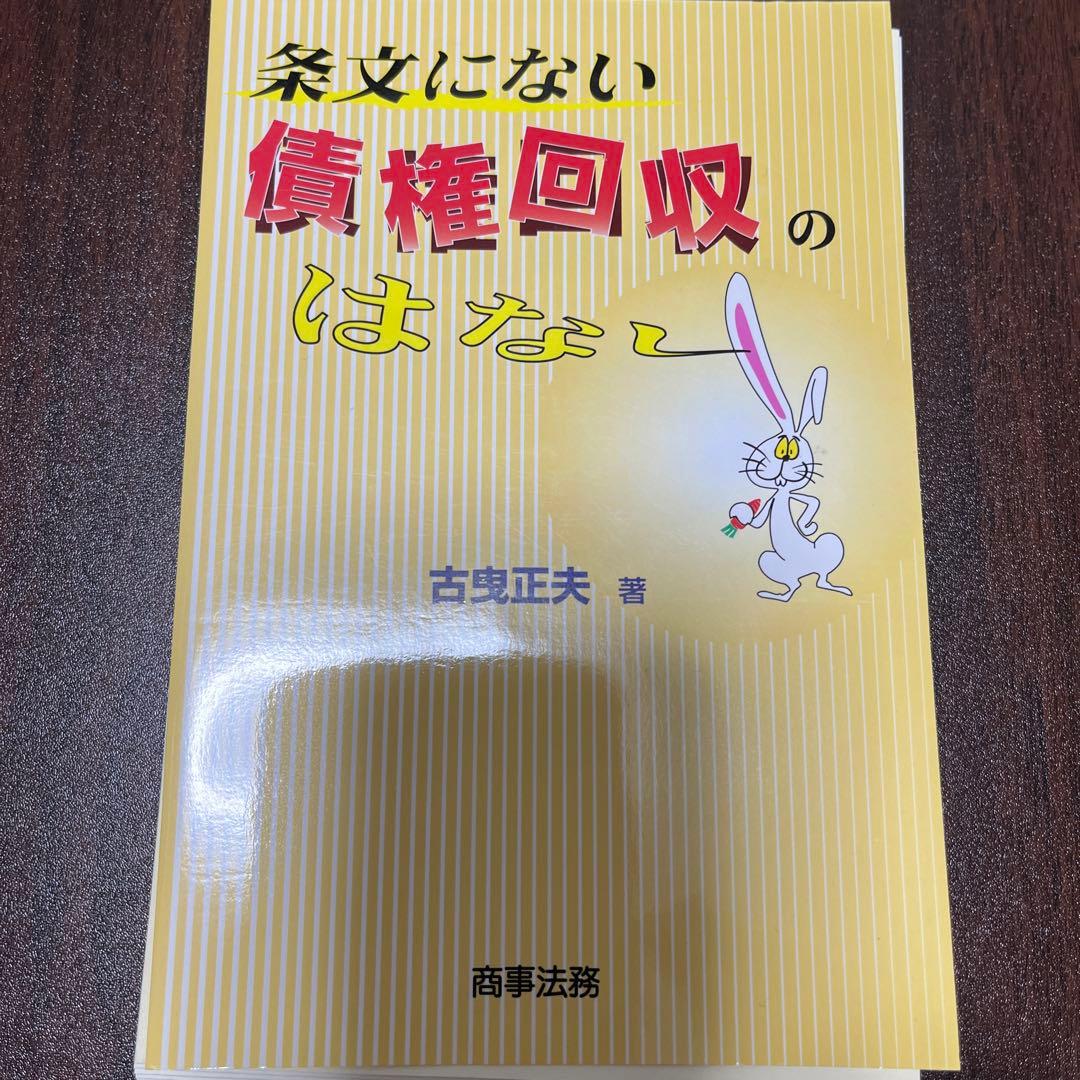 条文にない
債権回収の
はなし
古曳正夫 著
商事法務